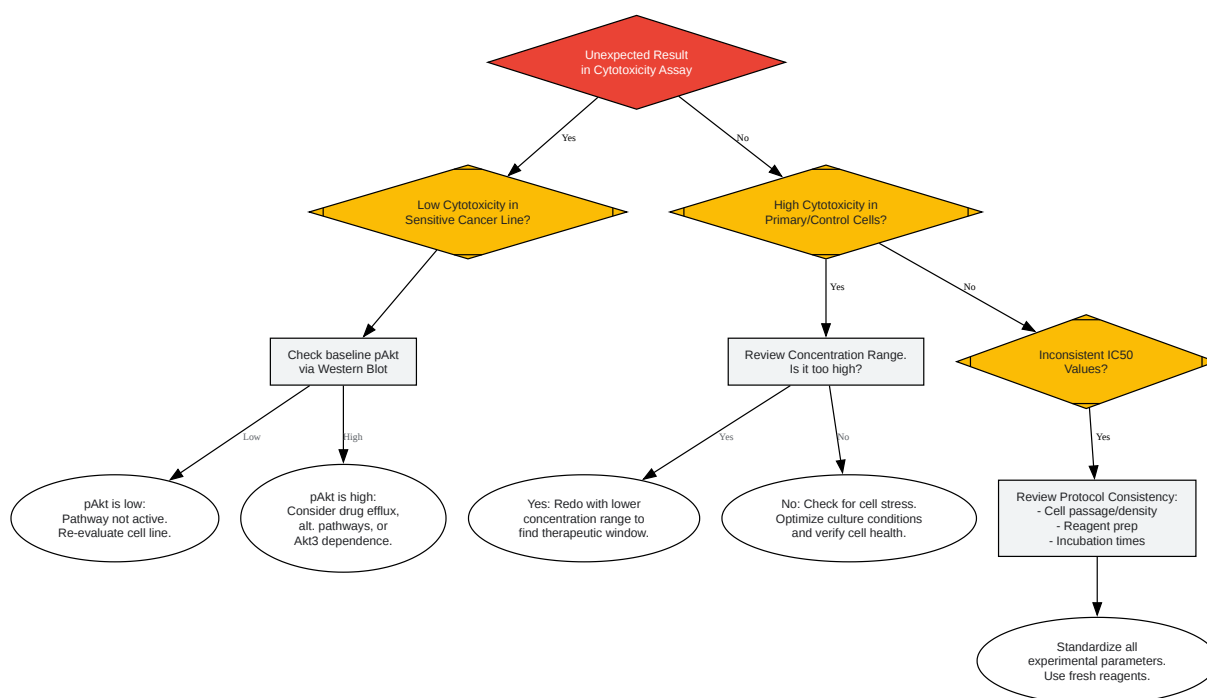 Unexpected Result
in Cytotoxicity Assay
Yes
No
Low Cytotoxicity in
Sensitive Cancer Line?
High Cytotoxicity in
Primary/Control Cells?
Yes
No
Check baseline pAkt
via Western Blot
Review Concentration Range.
Is it too high?
Inconsistent IC50
Values?
Low
High
Yes
No
Yes
pAkt is low:
Pathway not active.
Re-evaluate cell line.
pAkt is high:
Consider drug efflux,
alt. pathways, or
Akt3 dependence.
Yes: Redo with lower
concentration range to
find therapeutic window.
No: Check for cell stress.
Optimize culture conditions
and verify cell health.
Review Protocol Consistency:
- Cell passage/density
- Reagent prep
- Incubation times
Standardize all
experimental parameters.
Use fresh reagents.